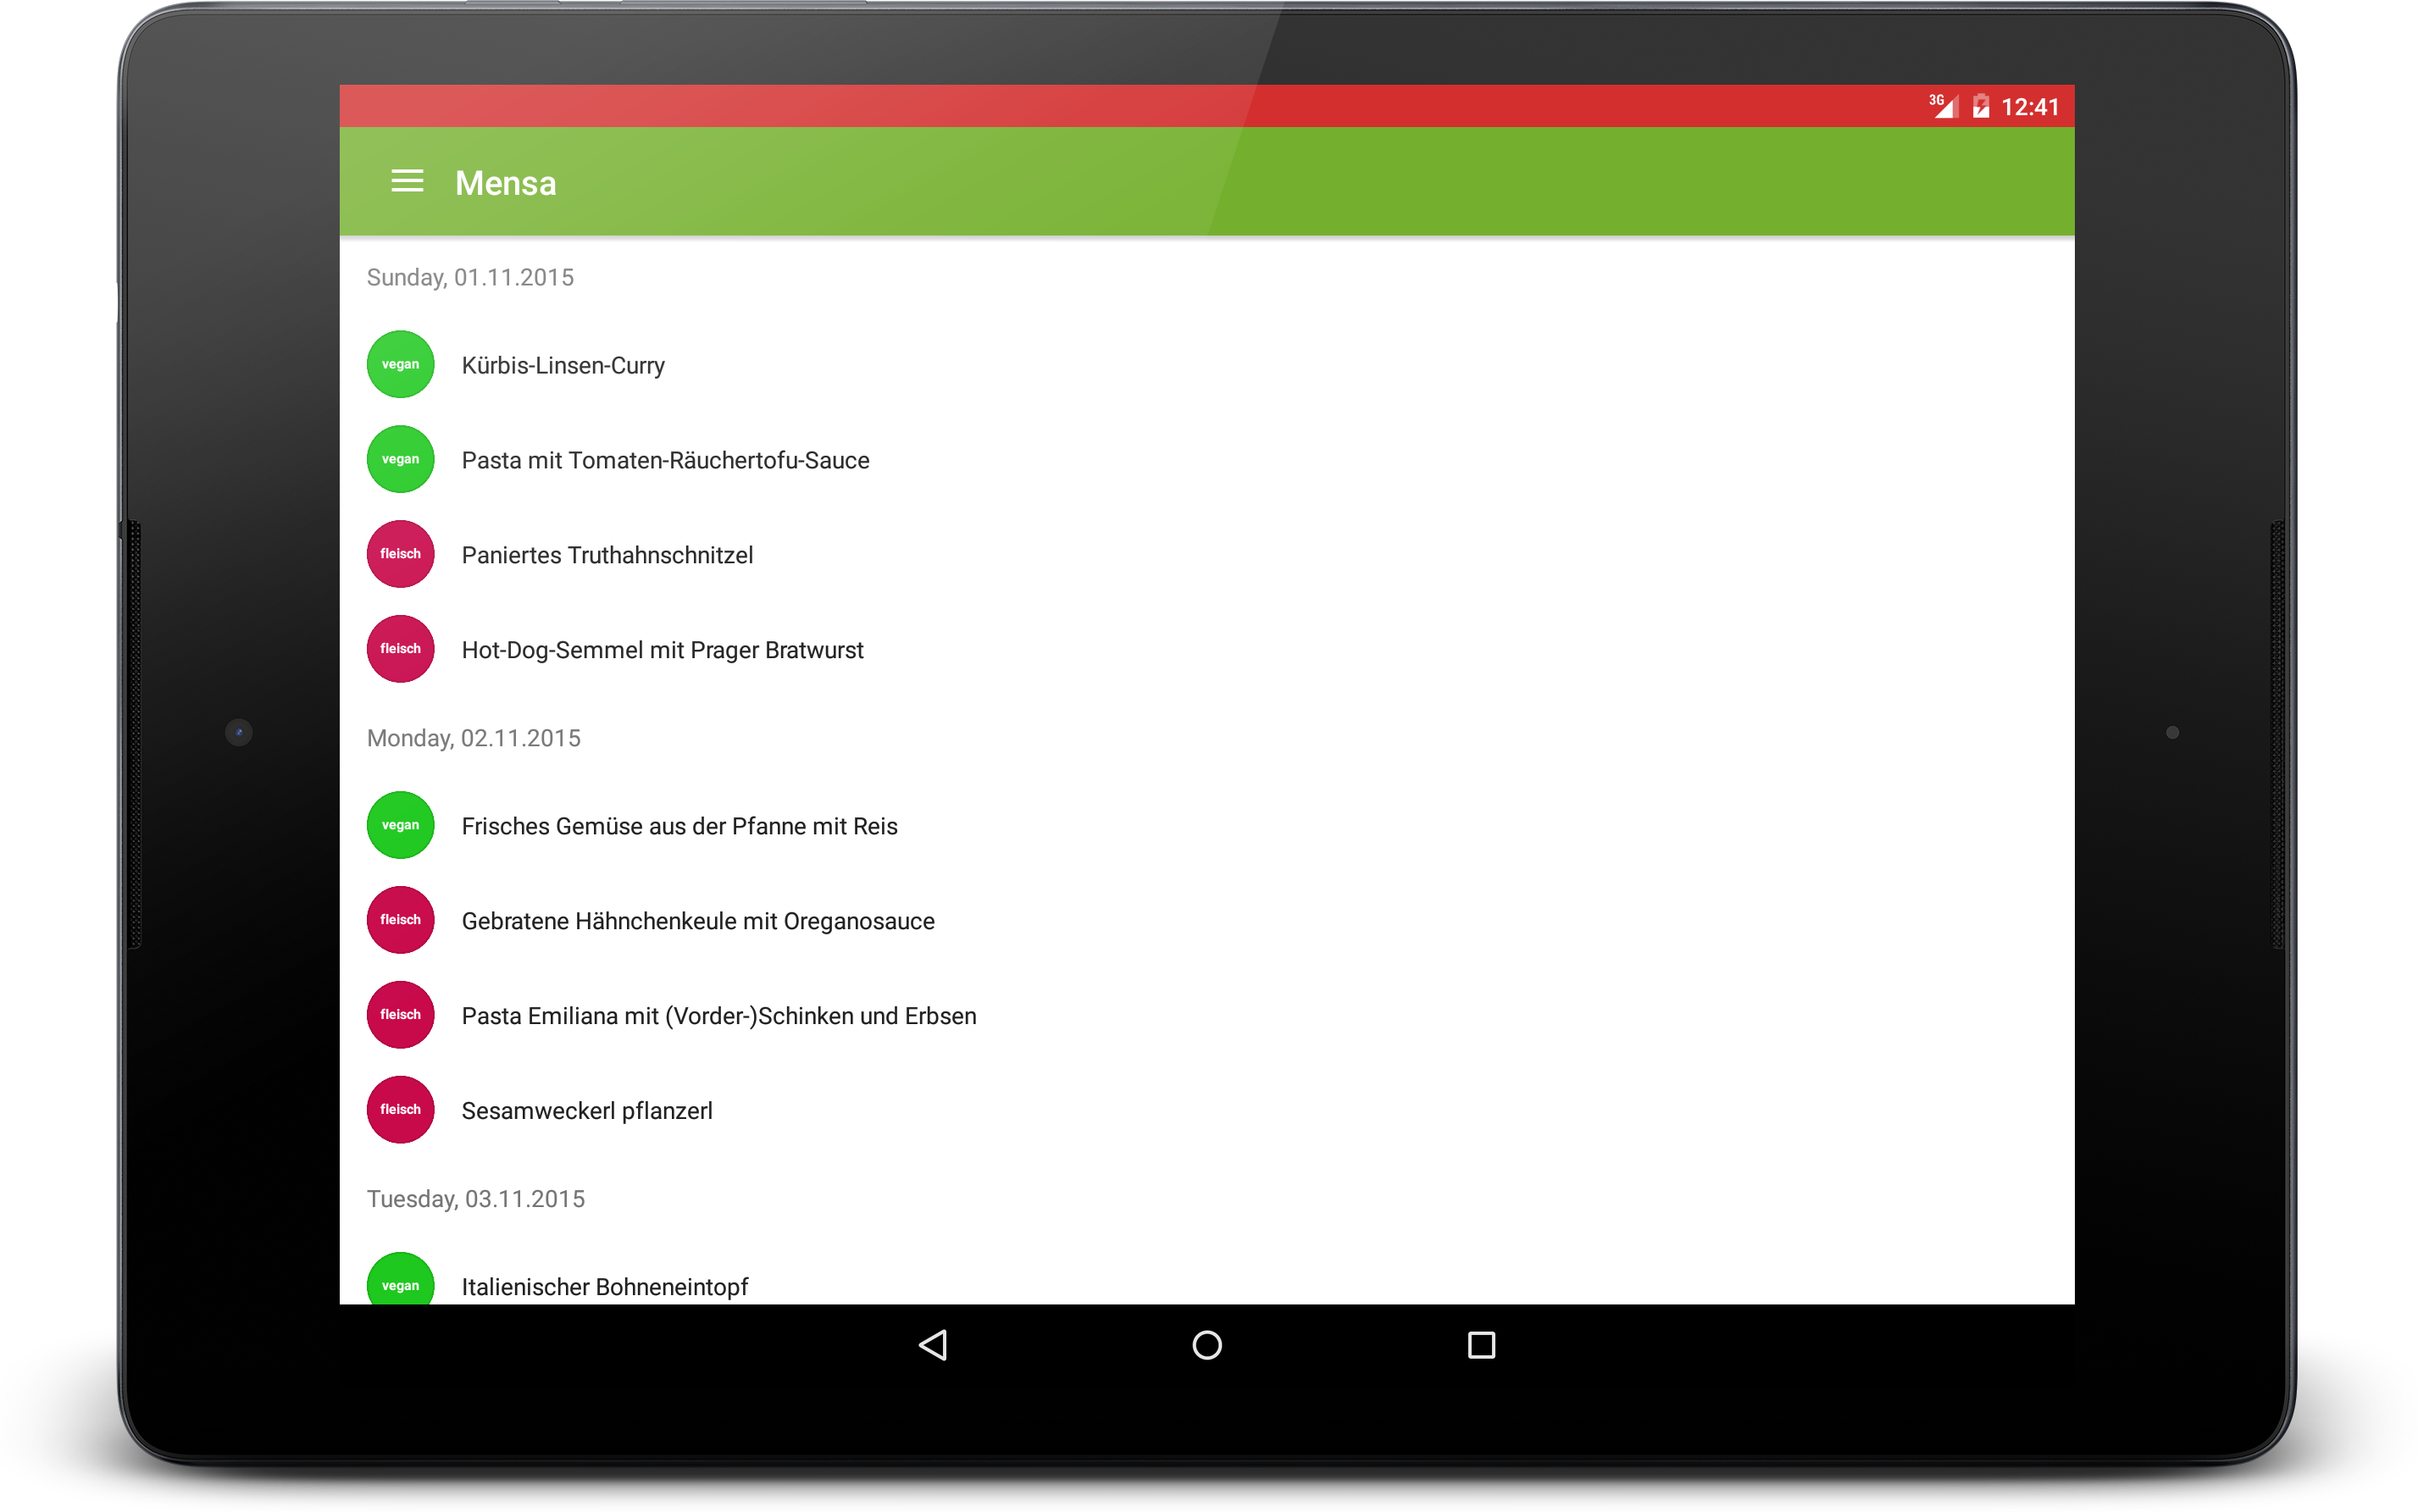 3G 12:41
Mensa
Sunday, 01.11.2015
vegan Kürbis-Linsen-Curry
vegan Pasta mit Tomaten-Räuchertofu-Sauce
fleisch Paniertes Truthahnschnitzel
fleisch Hot-Dog-Semmel mit Prager Bratwurst
Monday, 02.11.2015
vegan Frisches Gemüse aus der Pfanne mit Reis
fleisch Gebratene Hähnchenkeule mit Oreganosauce
fleisch Pasta Emiliana mit (Vorder-)Schinken und Erbsen
fleisch Sesamweckerl pflanzerl
Tuesday, 03.11.2015
vegan Italienischer Bohneneintopf